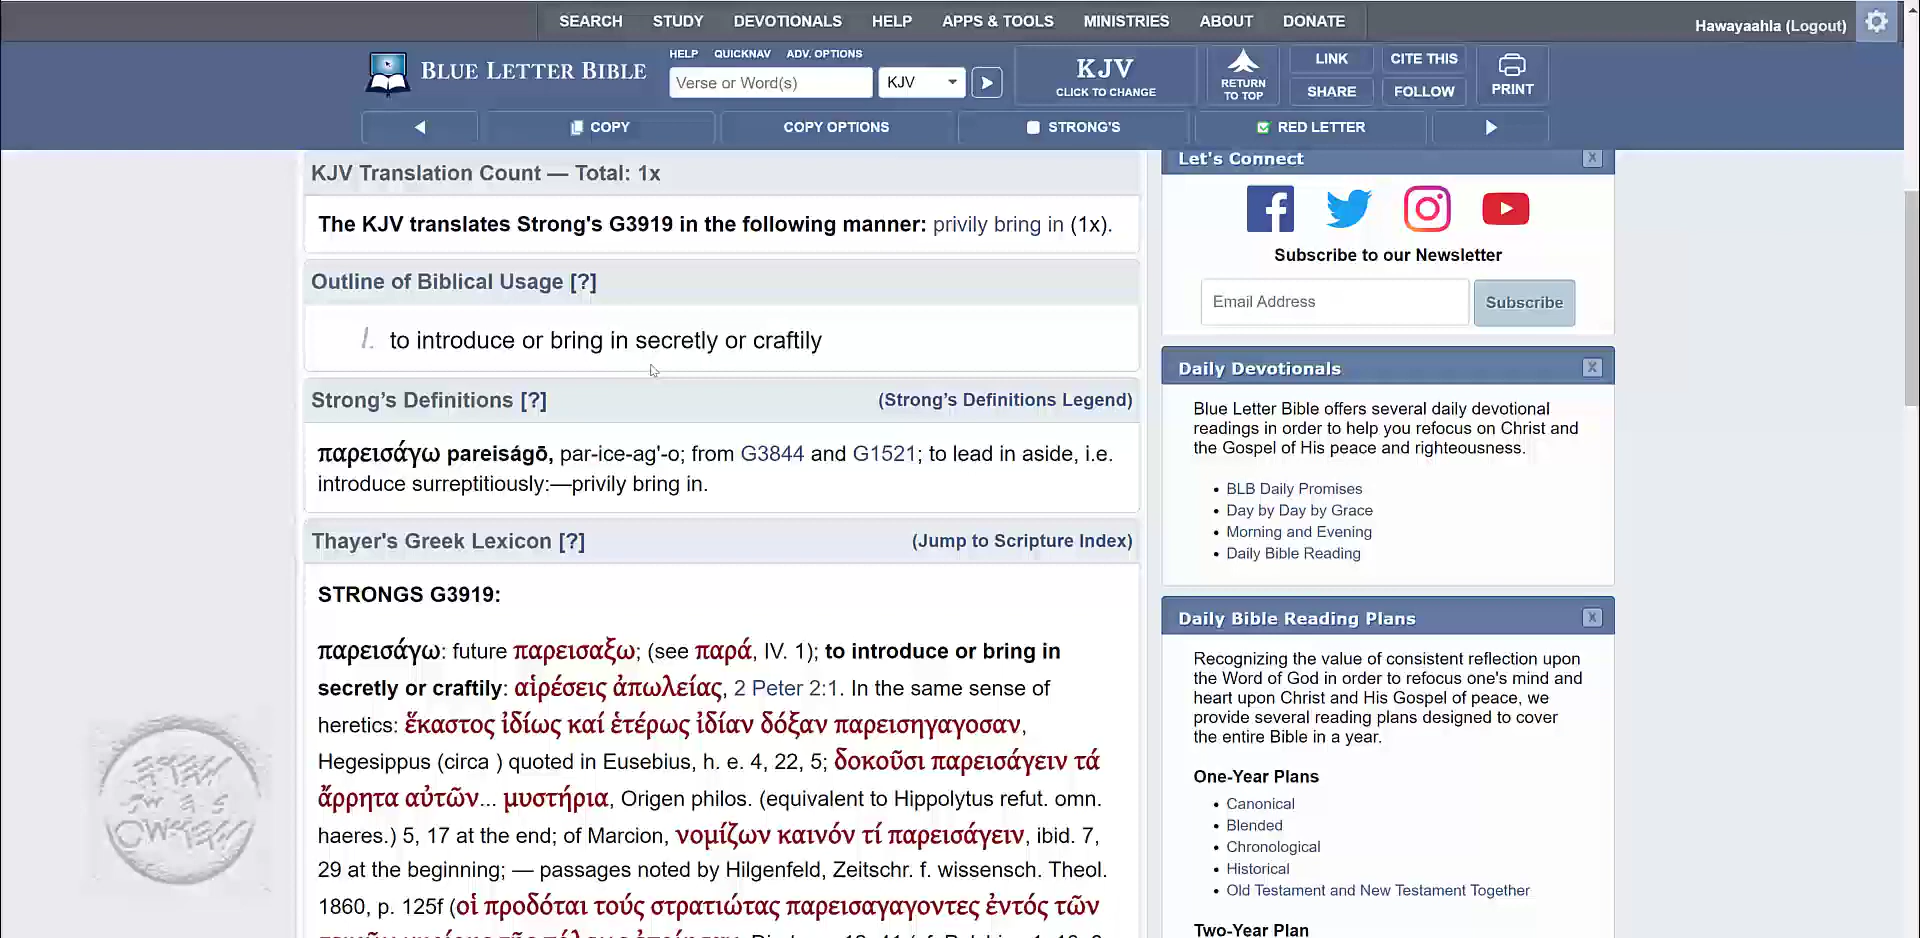 SEARCH STUDY DEVOTIONALS HELP APPS & TOOLS MINISTRIES ABOUT DONATE
Hawayaahla (Logout)
BLUE LETTER BIBLE
HELP QUICKNAV ADV. OPTIONS
Verse or Word(s) KJV
KJV
CLICK TO CHANGE
RETURN
TO TOP
LINK CITE THIS
SHARE FOLLOW
PRINT
COPY COPY OPTIONS STRONG'S RED LETTER
KJV Translation Count — Total: 1x
The KJV translates Strong's G3919 in the following manner: privily bring in (1x).
Outline of Biblical Usage [?]
I. to introduce or bring in secretly or craftily
Strong’s Definitions [?] (Strong’s Definitions Legend)
παρεισάγω pareiságō, par-ice-ag'-o; from G3844 and G1521; to lead in aside, i.e.
introduce surreptitiously:—privily bring in.
Thayer's Greek Lexicon [?] (Jump to Scripture Index)
STRONGS G3919:
παρεισάγω: future παρεισαξω; (see παρά, IV. 1); to introduce or bring in
secretly or craftily: αἱρέσεις ἀπωλείας, 2 Peter 2:1. In the same sense of
heretics: ἕκαστος ἰδίως καί ἑτέρως ἰδίαν δόξαν παρεισηγαγοσαν,
Hegesippus (circa ) quoted in Eusebius, h. e. 4, 22, 5; δοκοῦσι παρεισάγειν τά
ἄρρητα αὐτῶν... μυστήρια, Origen philos. (equivalent to Hippolytus refut. omn.
haeres.) 5, 17 at the end; of Marcion, νομίζων καινόν τί παρεισάγειν, ibid. 7,
29 at the beginning; — passages noted by Hilgenfeld, Zeitschr. f. wissensch. Theol.
1860, p. 125f (οἱ προδόται τούς στρατιώτας παρεισαγαγοντες ἐντός τῶν
Let's Connect
Subscribe to our Newsletter
Email Address Subscribe
Daily Devotionals
Blue Letter Bible offers several daily devotional
readings in order to help you refocus on Christ and
the Gospel of His peace and righteousness.
• BLB Daily Promises
• Day by Day by Grace
• Morning and Evening
• Daily Bible Reading
Daily Bible Reading Plans
Recognizing the value of consistent reflection upon
the Word of God in order to refocus one's mind and
heart upon Christ and His Gospel of peace, we
provide several reading plans designed to cover
the entire Bible in a year.
One-Year Plans
• Canonical
• Blended
• Chronological
• Historical
• Old Testament and New Testament Together
Two-Year Plan